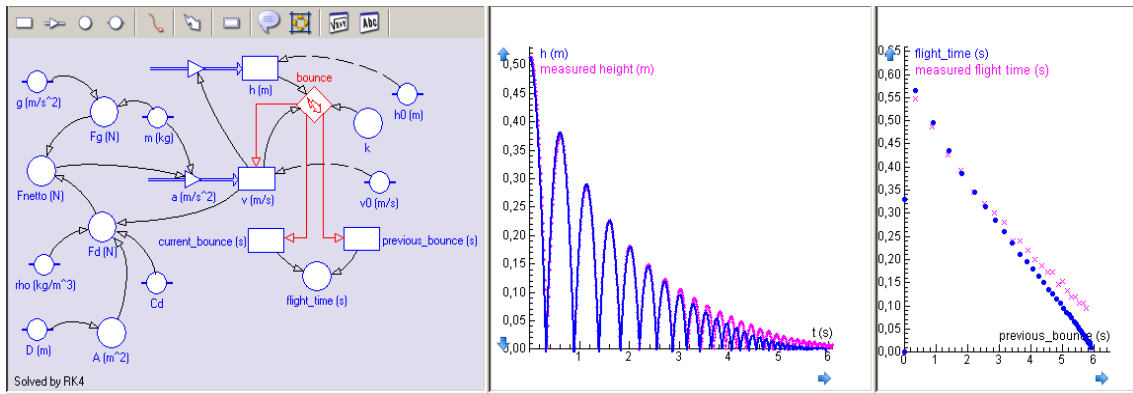 √x+y
Abc
bounce
h (m)
g (m/s^2)
h0 (m)
Fg (N)
m (kg)
k
Fnetto (N)
a (m/s^2)
v (m/s)
v0 (m/s)
current_bounce (s)
previous_bounce (s)
Fd (N)
rho (kg/m^3)
Cd
flight_time (s)
D (m)
A (m^2)
Solved by RK4
h (m)
measured height (m)
0,50
0,45
0,40
0,35
0,30
0,25
0,20
0,15
0,10
0,05
0,00
t (s)
0 1 2 3 4 5 6
0,65
flight_time (s)
measured flight time (s)
0,60
0,55
0,50
0,45
0,40
0,35
0,30
0,25
0,20
0,15
0,10
0,05
0,00
previous_bounce (s)
0 1 2 3 4 5 6